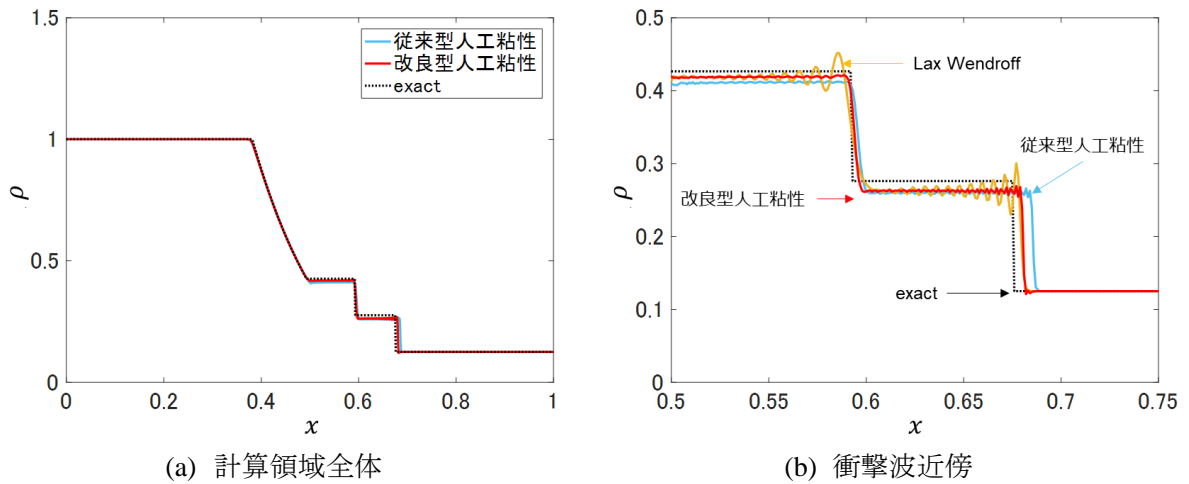 1.5
1
0.5
0
ρ
0
0.2
0.4
0.6
0.8
1
x
従来型人工粘性
改良型人工粘性
exact
(a) 計算領域全体
0.5
0.4
0.3
0.2
0.1
0
ρ
0.5
0.55
0.6
0.65
0.7
0.75
x
Lax Wendroff
従来型人工粘性
改良型人工粘性
exact
(b) 衝撃波近傍